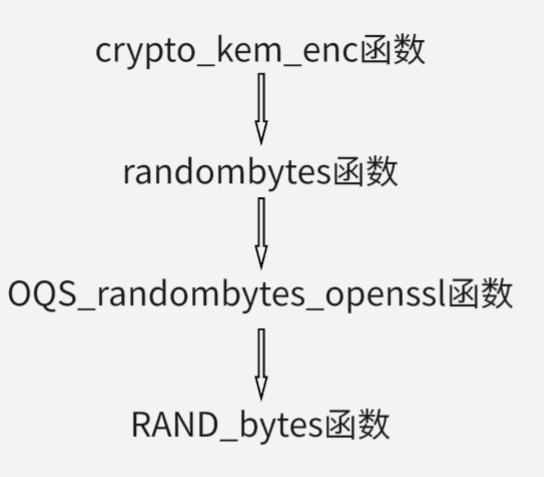 crypto_kem_enc函数
randombytes函数
OQS_randombytes_openssl函数
RAND_bytes函数